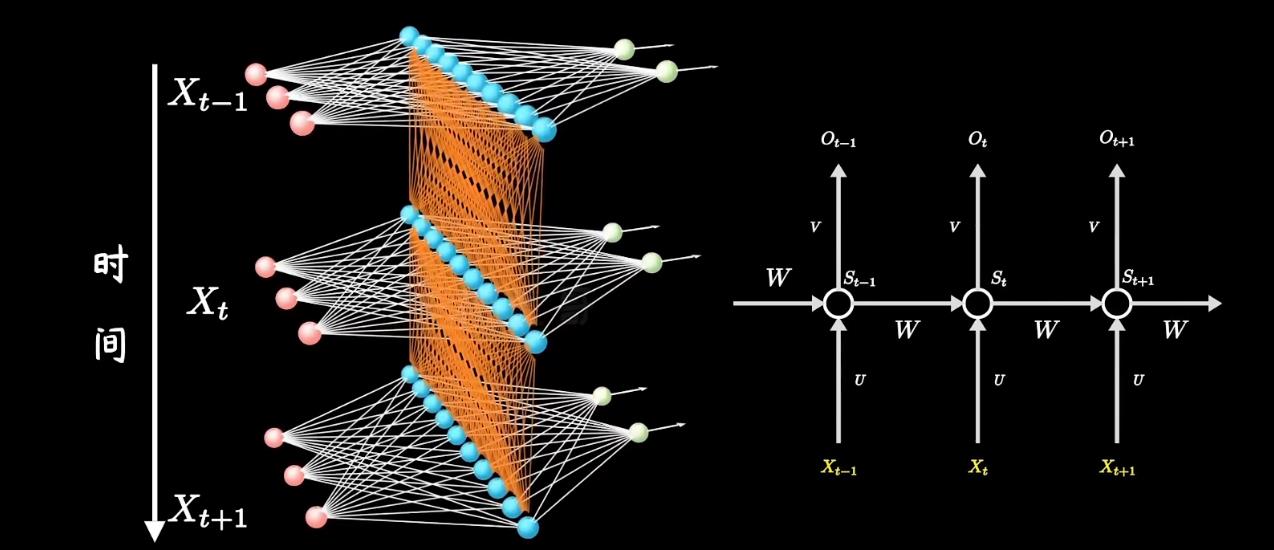 X_{t-1}
时
间
X_t
X_{t+1}
O_{t-1} O_t O_{t+1}
V V V
W S_{t-1} S_t S_{t+1}
W W W
U U U
X_{t-1} X_t X_{t+1}